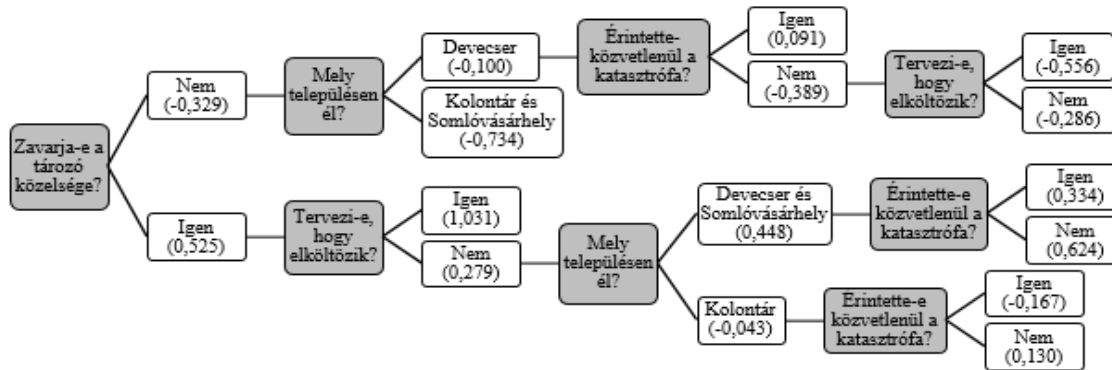 Zavarja-e a
tározó
közelsége?
Nem
(-0,329)
Mely
településen
él?
Devecser
(-0,100)
Érintette-
közvetlenül a
katasztrófa?
Igen
(0,091)
Nem
(-0,389)
Tervezi-e,
hogy
elköltözik?
Igen
(-0,556)
Nem
(-0,286)
Kolontár és
Somlóvásárhely
(-0,734)
Igen
(0,525)
Tervezi-e,
hogy
elköltözik?
Igen
(1,031)
Nem
(0,279)
Mely
településen
él?
Devecser és
Somlóvásárhely
(0,448)
Érintette-e
közvetlenül a
katasztrófa?
Igen
(0,334)
Nem
(0,624)
Kolontár
(-0,043)
Érintette-e
közvetlenül a
katasztrófa?
Igen
(-0,167)
Nem
(0,130)